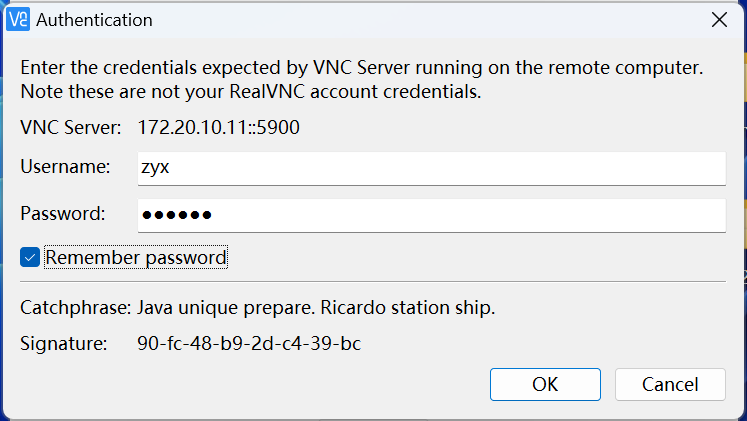 V2 Authentication
Enter the credentials expected by VNC Server running on the remote computer.
Note these are not your RealVNC account credentials.
VNC Server: 172.20.10.11::5900
Username: zyx
Password: ●●●●●●
Remember password
Catchphrase: Java unique prepare. Ricardo station ship.
Signature: 90-fc-48-b9-2d-c4-39-bc
OK Cancel